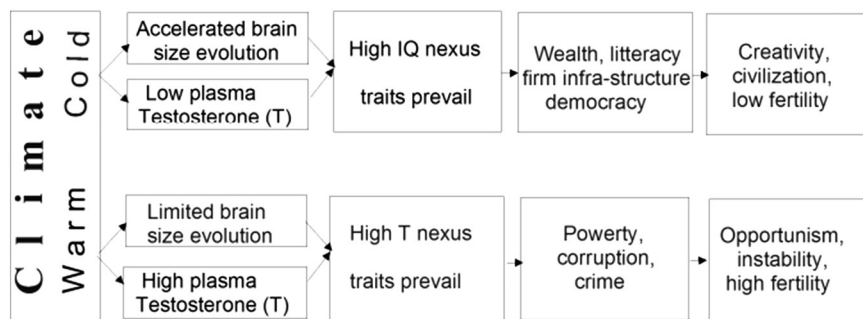 Climate
Cold
Warm
Accelerated brain
size evolution
Low plasma
Testosterone (T)
High IQ nexus
traits prevail
Wealth, litteracy
firm infra-structure
democracy
Creativity,
civilization,
low fertility
Limited brain
size evolution
High plasma
Testosterone (T)
High T nexus
traits prevail
Powerty,
corruption,
crime
Opportunism,
instability,
high fertility